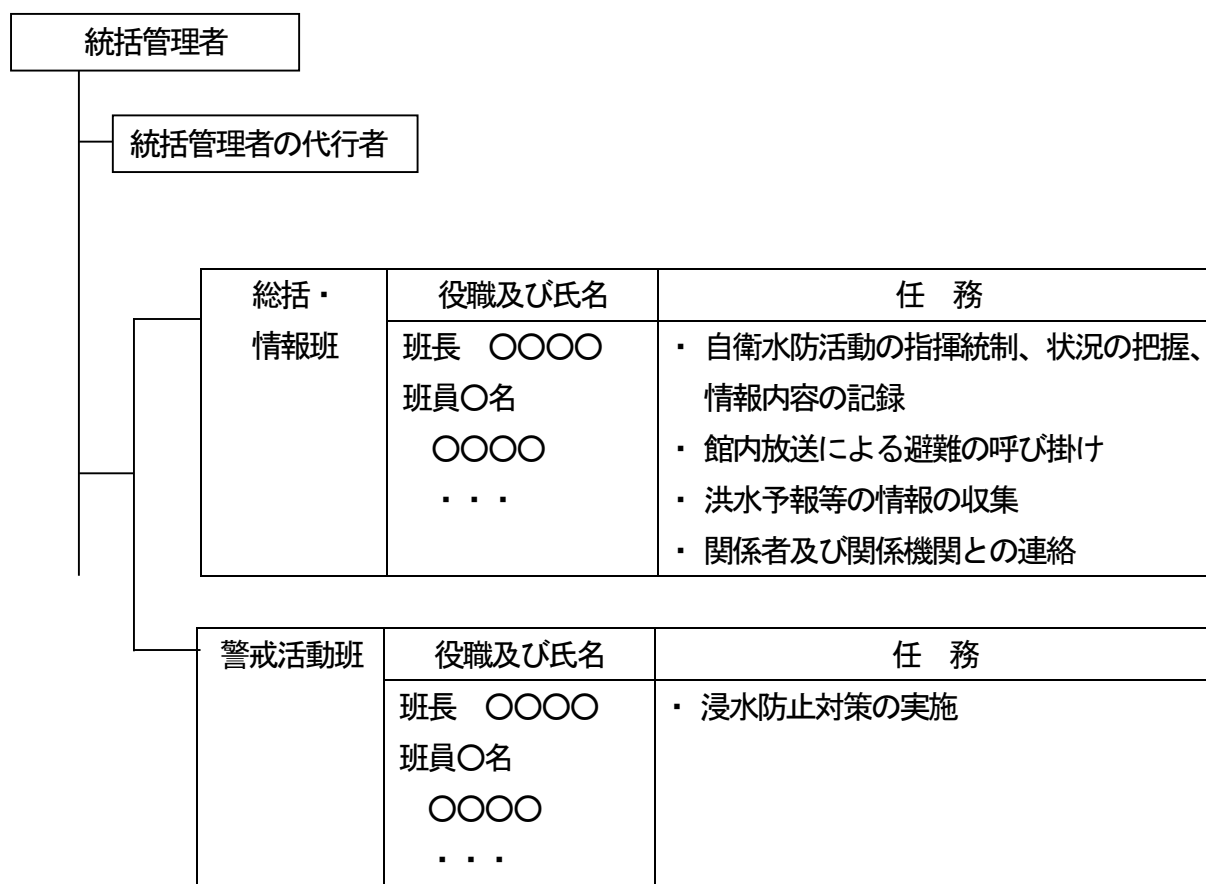 統括管理者
統括管理者の代行者
総括・
情報班
役職及び氏名
任　務
班長　〇〇〇〇
班員〇名
〇〇〇〇
・・・
・ 自衛水防活動の指揮統制、状況の把握、
情報内容の記録
・ 館内放送による避難の呼び掛け
・ 洪水予報等の情報の収集
・ 関係者及び関係機関との連絡
警戒活動班
役職及び氏名
任　務
班長　〇〇〇〇
班員〇名
〇〇〇〇
・・・
・ 浸水防止対策の実施